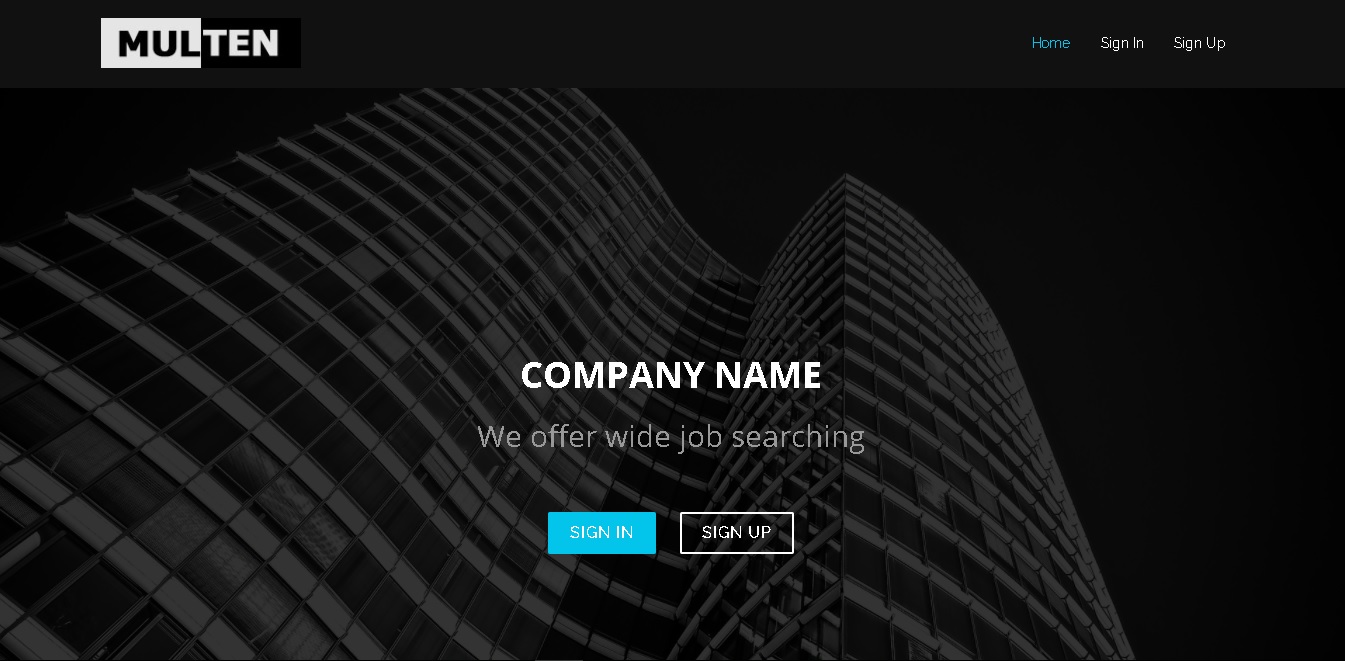 MULTEN
Home Sign In Sign Up
COMPANY NAME
We offer wide job searching
SIGN IN SIGN UP